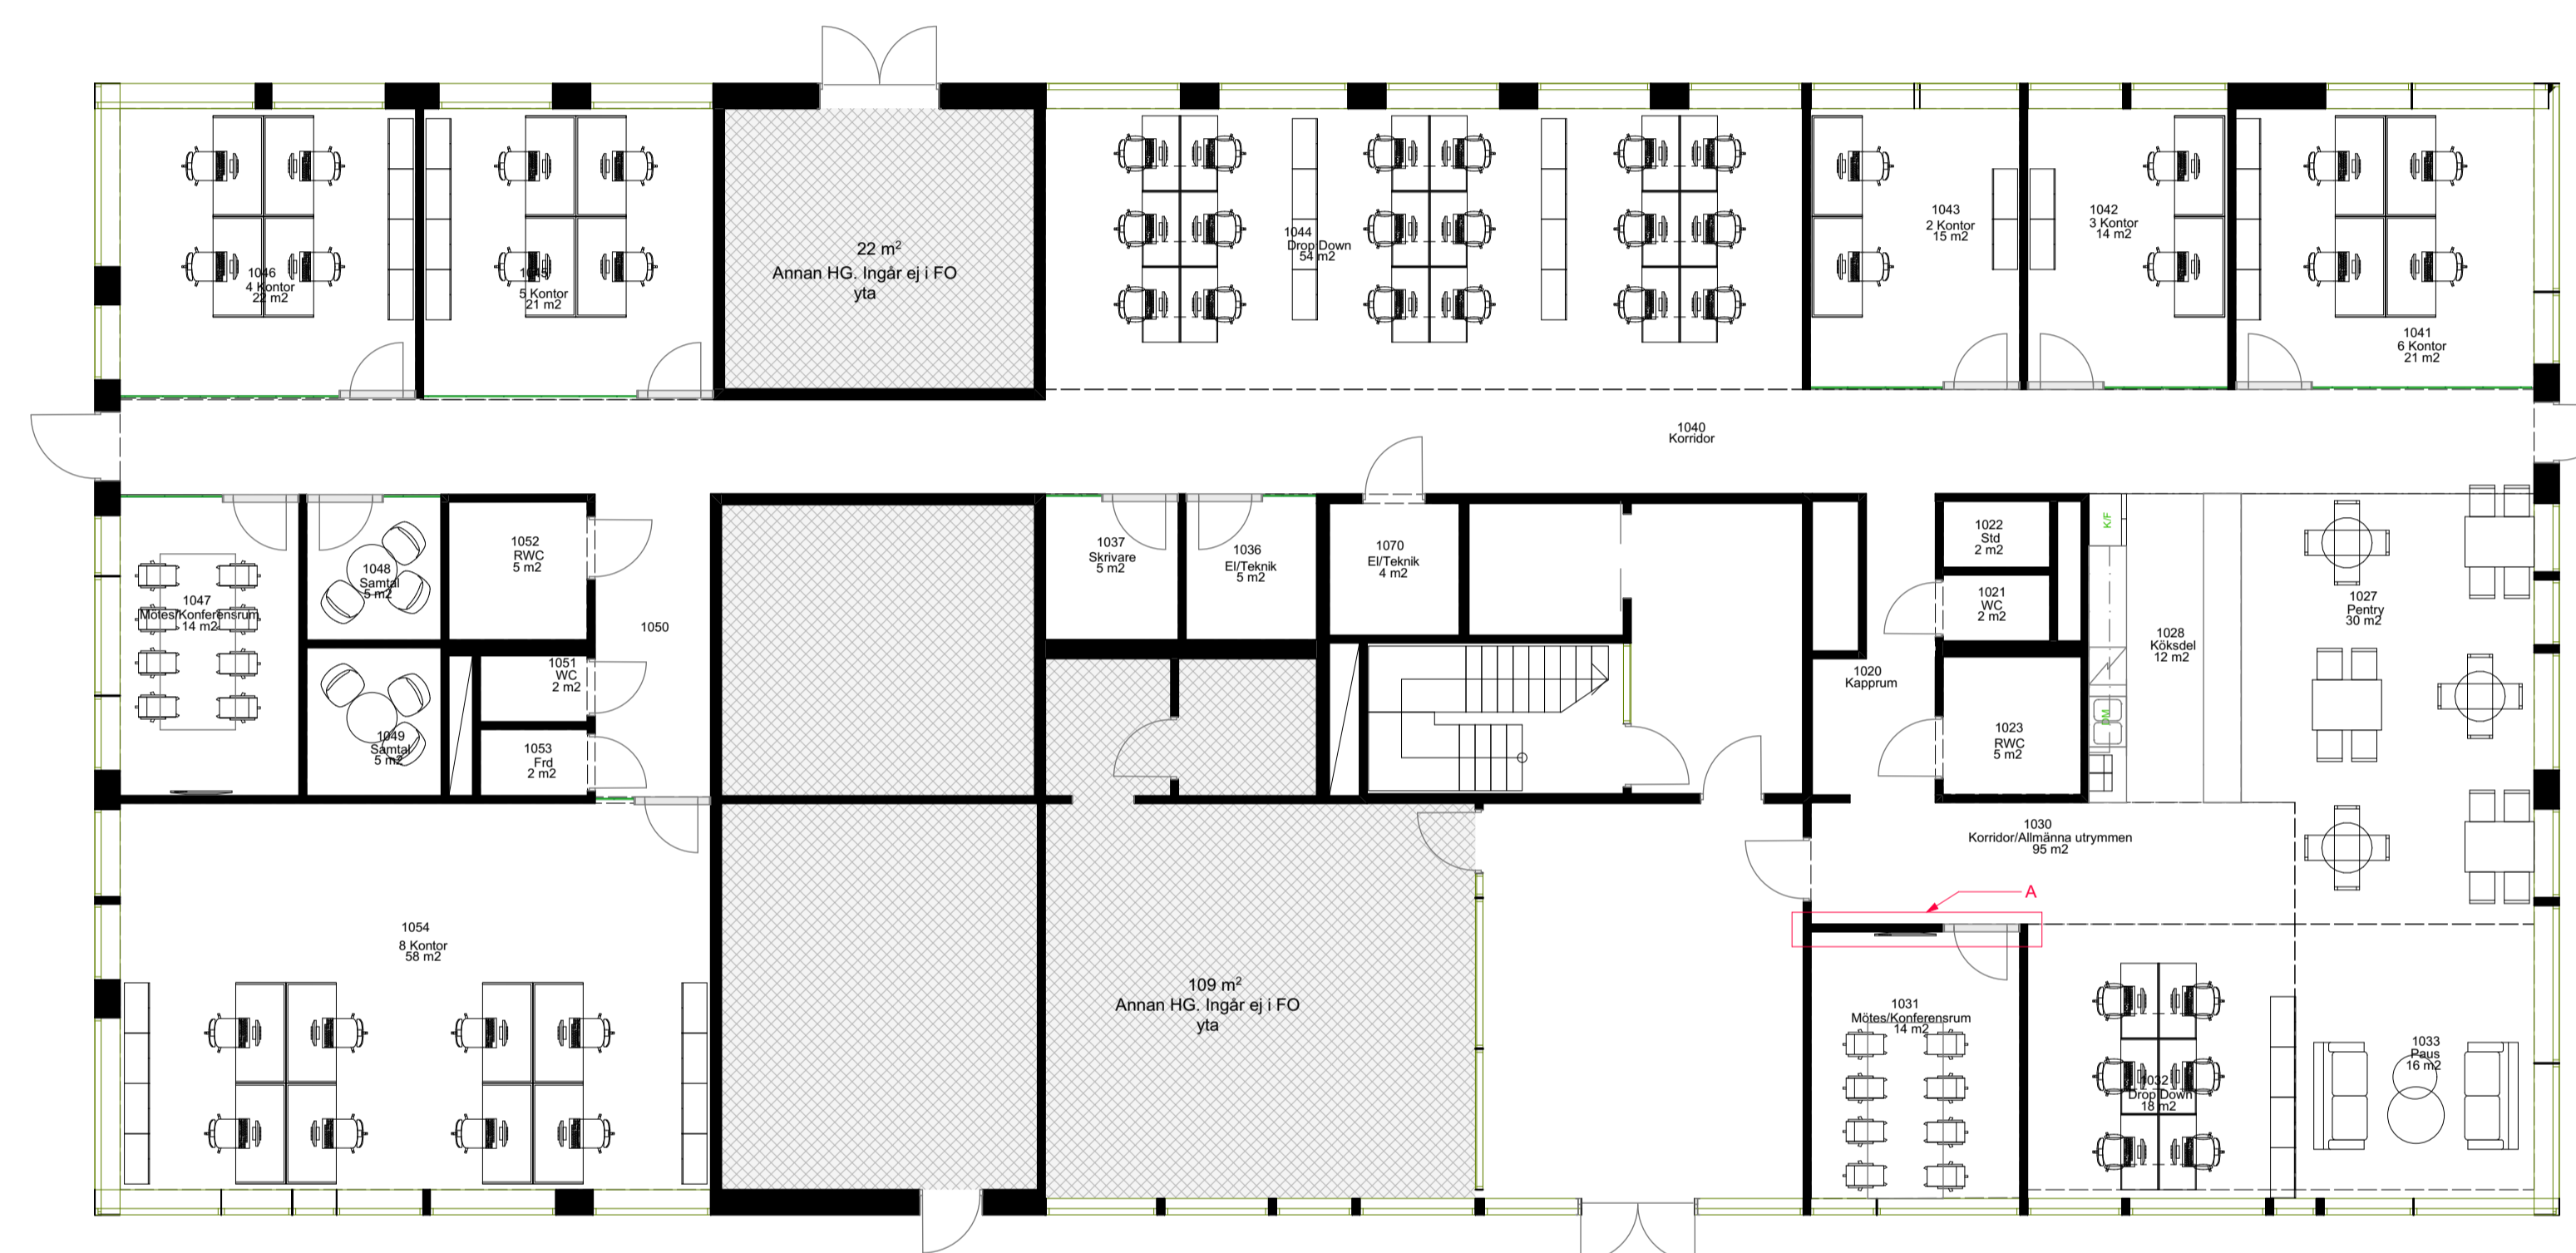 22 m²
Annan HG. Ingår ej i FO
yta
1046
4 Kontor
22 m2
1045
5 Kontor
21 m2
1044
Drop Down
54 m2
1043
2 Kontor
15 m2
1042
3 Kontor
14 m2
1041
6 Kontor
21 m2
1040
Korridor
1047
Mötes/Konferensrum
14 m2
1048
Samtal
5 m2
1052
RWC
5 m2
1050
1051
WC
2 m2
1049
Samtal
5 m2
1053
Frd
2 m2
1037
Skrivare
5 m2
1036
El/Teknik
5 m2
1070
El/Teknik
4 m2
1022
Std
2 m2
1021
WC
2 m2
K/F
1027
Pentry
30 m2
1028
Köksdel
12 m2
1020
Kapprum
1023
RWC
5 m2
DM
1030
Korridor/Allmänna utrymmen
95 m2
A
1054
8 Kontor
58 m2
109 m²
Annan HG. Ingår ej i FO
yta
1031
Mötes/Konferensrum
14 m2
1032
Drop Down
18 m2
1033
Paus
16 m2